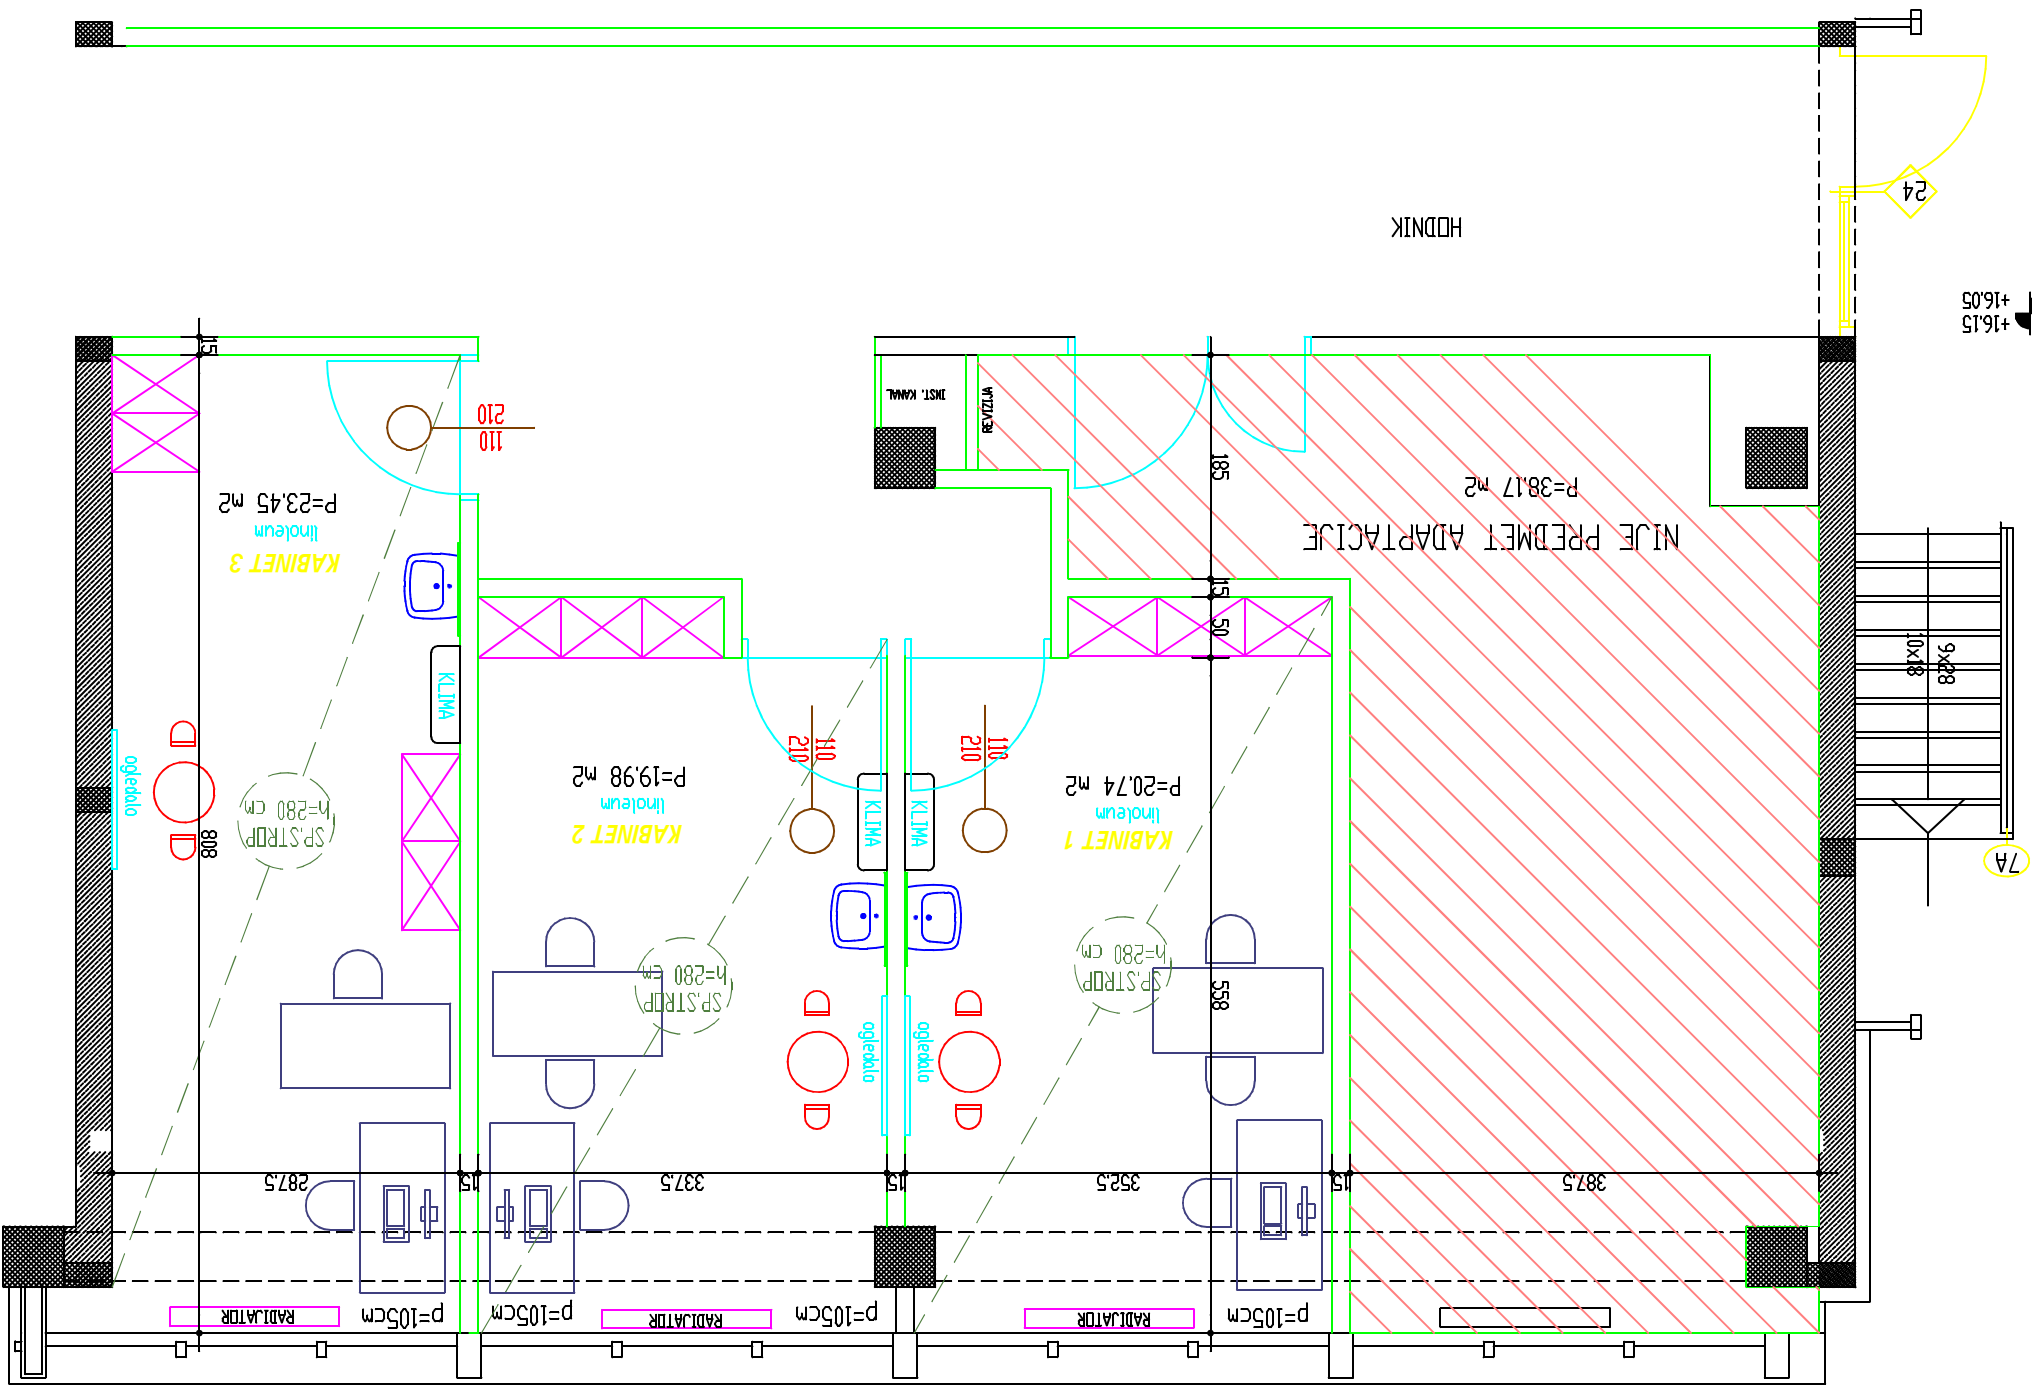 HODNIK
24
+16.05
+16.15
15
210
110
INST. KANAL
REVIZIJA
185
P=38.17 m2
NIJE PREDMET ADAPTACIJE
P=23.45 m2
linoleum
KABINET 3
15
50
10x18
9x28
KLIMA
ogledalo
808
h=280 cm
SP.STROP
P=19.98 m2
linoleum
KABINET 2
210
110
210
110
P=20.74 m2
linoleum
KABINET 1
KLIMA
KLIMA
7A
h=280 cm
SP.STROP
h=280 cm
SP.STROP
558
ogledalo
ogledalo
287.5
15
337.5
15
352.5
15
387.5
RADIJATOR
p=105cm
p=105cm
RADIJATOR
p=105cm
RADIJATOR
p=105cm